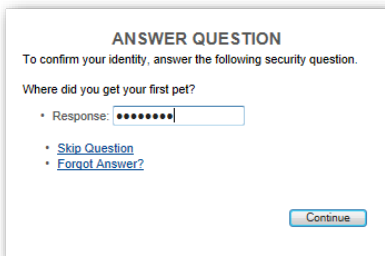 ANSWER QUESTION
To confirm your identity, answer the following security question.
Where did you get your first pet?
• Response: ••••••••
• Skip Question
• Forgot Answer?
Continue